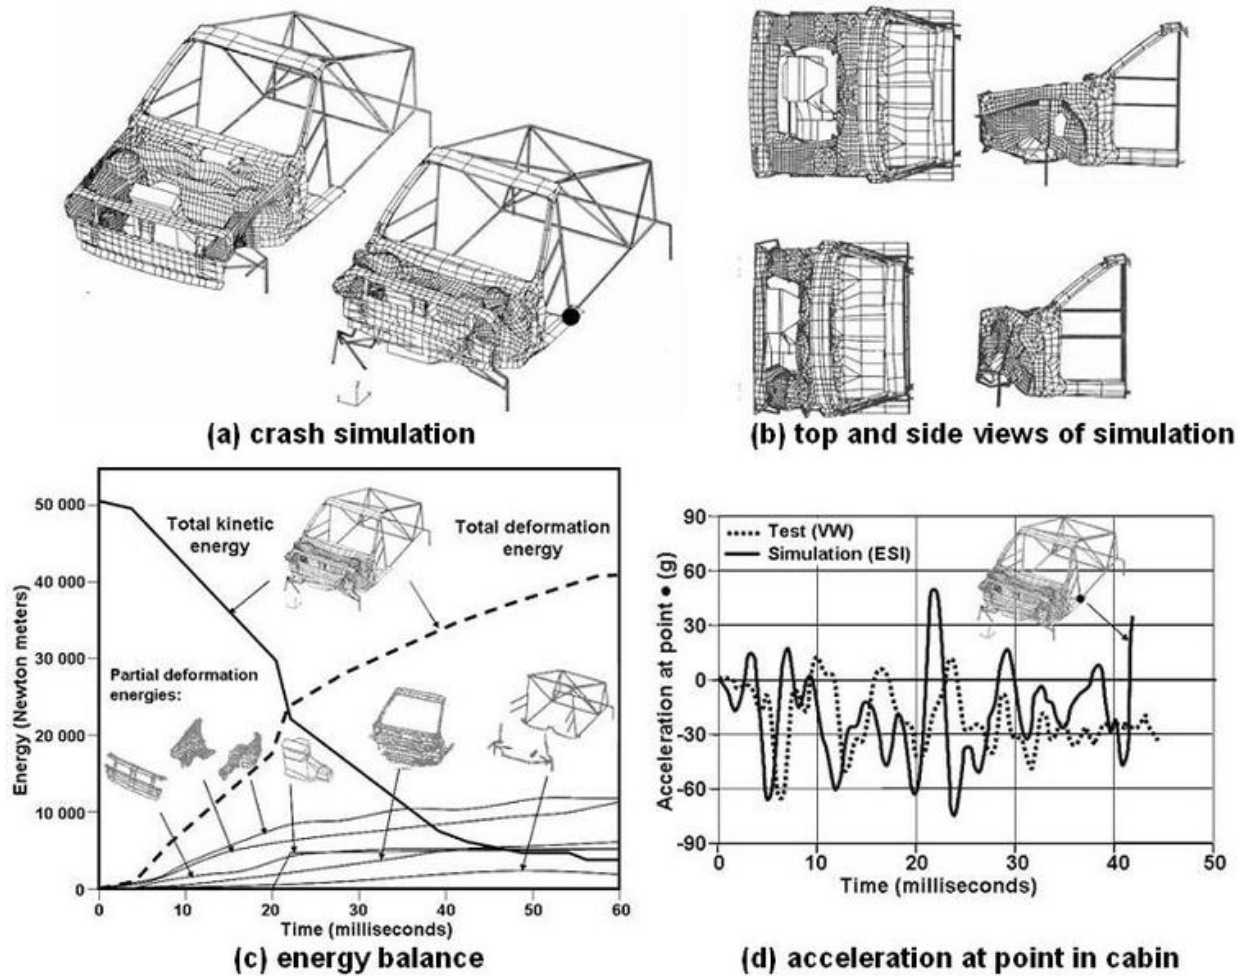 (a) crash simulation
(b) top and side views of simulation
50 000
40 000
30 000
20 000
10 000
0
Energy (Newton meters)
Total kinetic
energy
Total deformation
energy
Partial deformation
energies:
0 10 20 30 40 50 60
Time (milliseconds)
(c) energy balance
90
60
30
0
-30
-60
-90
Acceleration at point • (g)
Test (VW)
Simulation (ESI)
0 10 20 30 40 50
Time (milliseconds)
(d) acceleration at point in cabin